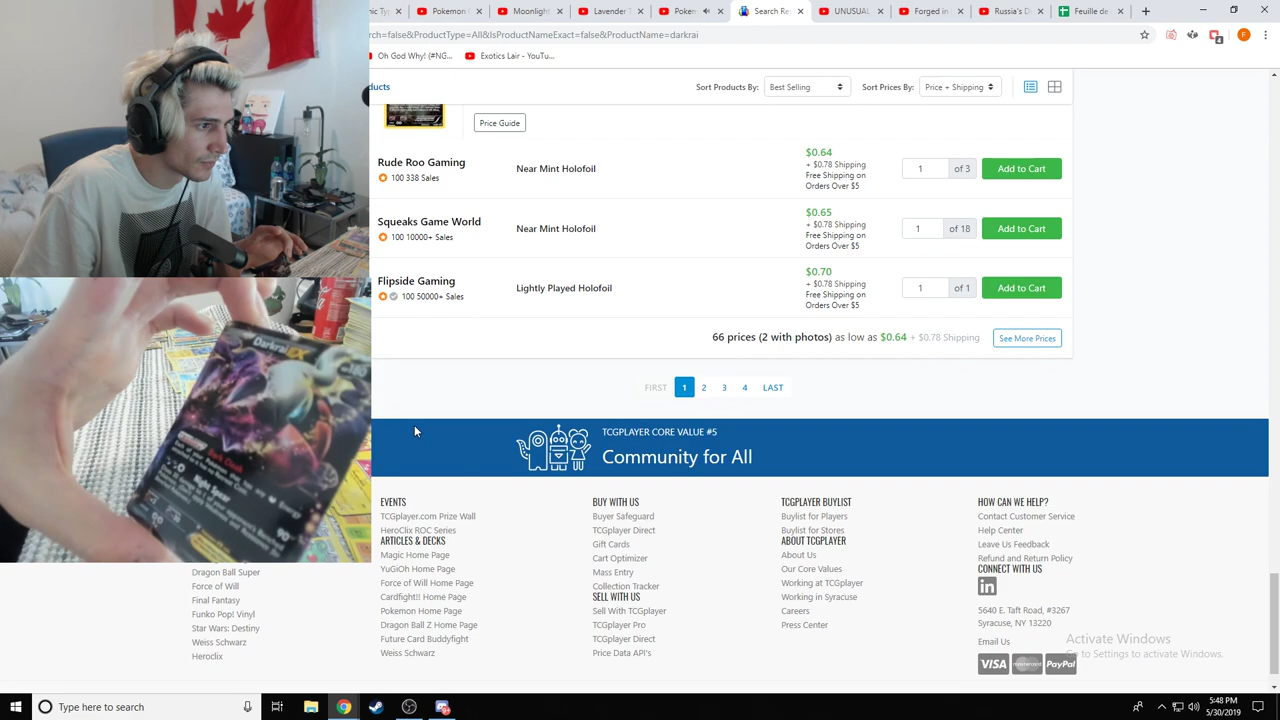 Pokemon
Moonlight
Lavender T
Pokem
Search Re
UNUSUAL
Forged in
Russia's D
Feuille de
rch=false&ProductType=All&IsProductNameExact=false&ProductName=darkrai
Oh God Why! (#NG...
Exotics Lair - YouTu...
4
F
ducts
Sort Products By:
Best Selling
Sort Prices By:
Price + Shipping
Price Guide
Rude Roo Gaming
100 338 Sales
Near Mint Holofoil
$0.64
+ $0.78 Shipping
Free Shipping on
Orders Over $5
1
of 3
Add to Cart
Squeaks Game World
100 10000+ Sales
Near Mint Holofoil
$0.65
+ $0.78 Shipping
Free Shipping on
Orders Over $5
1
of 18
Add to Cart
Flipside Gaming
100 50000+ Sales
Lightly Played Holofoil
$0.70
+ $0.78 Shipping
Free Shipping on
Orders Over $5
1
of 1
Add to Cart
66 prices (2 with photos) as low as $0.64 + $0.78 Shipping
See More Prices
FIRST 1 2 3 4 LAST
Darkrai
Dark Cloak
Night Spear
90
TCGPLAYER CORE VALUE #5
Community for All
Dragon Ball Super
Force of Will
Final Fantasy
Funko Pop! Vinyl
Star Wars: Destiny
Weiss Schwarz
Heroclix
EVENTS
TCGplayer.com Prize Wall
HeroClix ROC Series
ARTICLES & DECKS
Magic Home Page
YuGiOh Home Page
Force of Will Home Page
Cardfight!! Home Page
Pokemon Home Page
Dragon Ball Z Home Page
Future Card Buddyfight
Weiss Schwarz
BUY WITH US
Buyer Safeguard
TCGplayer Direct
Gift Cards
Cart Optimizer
Mass Entry
Collection Tracker
SELL WITH US
Sell With TCGplayer
TCGplayer Pro
TCGplayer Direct
Price Data API's
TCGPLAYER BUYLIST
Buylist for Players
Buylist for Stores
ABOUT TCGPLAYER
About Us
Our Core Values
Working at TCGplayer
Working in Syracuse
Careers
Press Center
HOW CAN WE HELP?
Contact Customer Service
Help Center
Leave Us Feedback
Refund and Return Policy
CONNECT WITH US
in
5640 E. Taft Road, #3267
Syracuse, NY 13220
Email Us
VISA
PayPal
Activate Windows
Go to Settings to activate Windows.
Type here to search
5:48 PM
5/30/2019